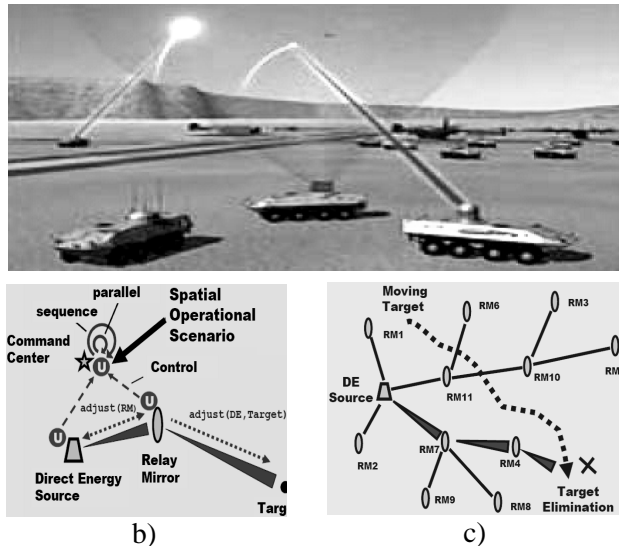 parallel
sequence
Spatial
Operational
Scenario
Command
Center
U
Control
adjust(RM)
U
adjust(DE,Target)
U
Direct Energy
Source
Relay
Mirror
b)
Moving
Target
RM6
RM3
RM1
DE
Source
RM11
RM10
RM2
RM7
RM4
RM9
RM8
Target
Elimination
c)